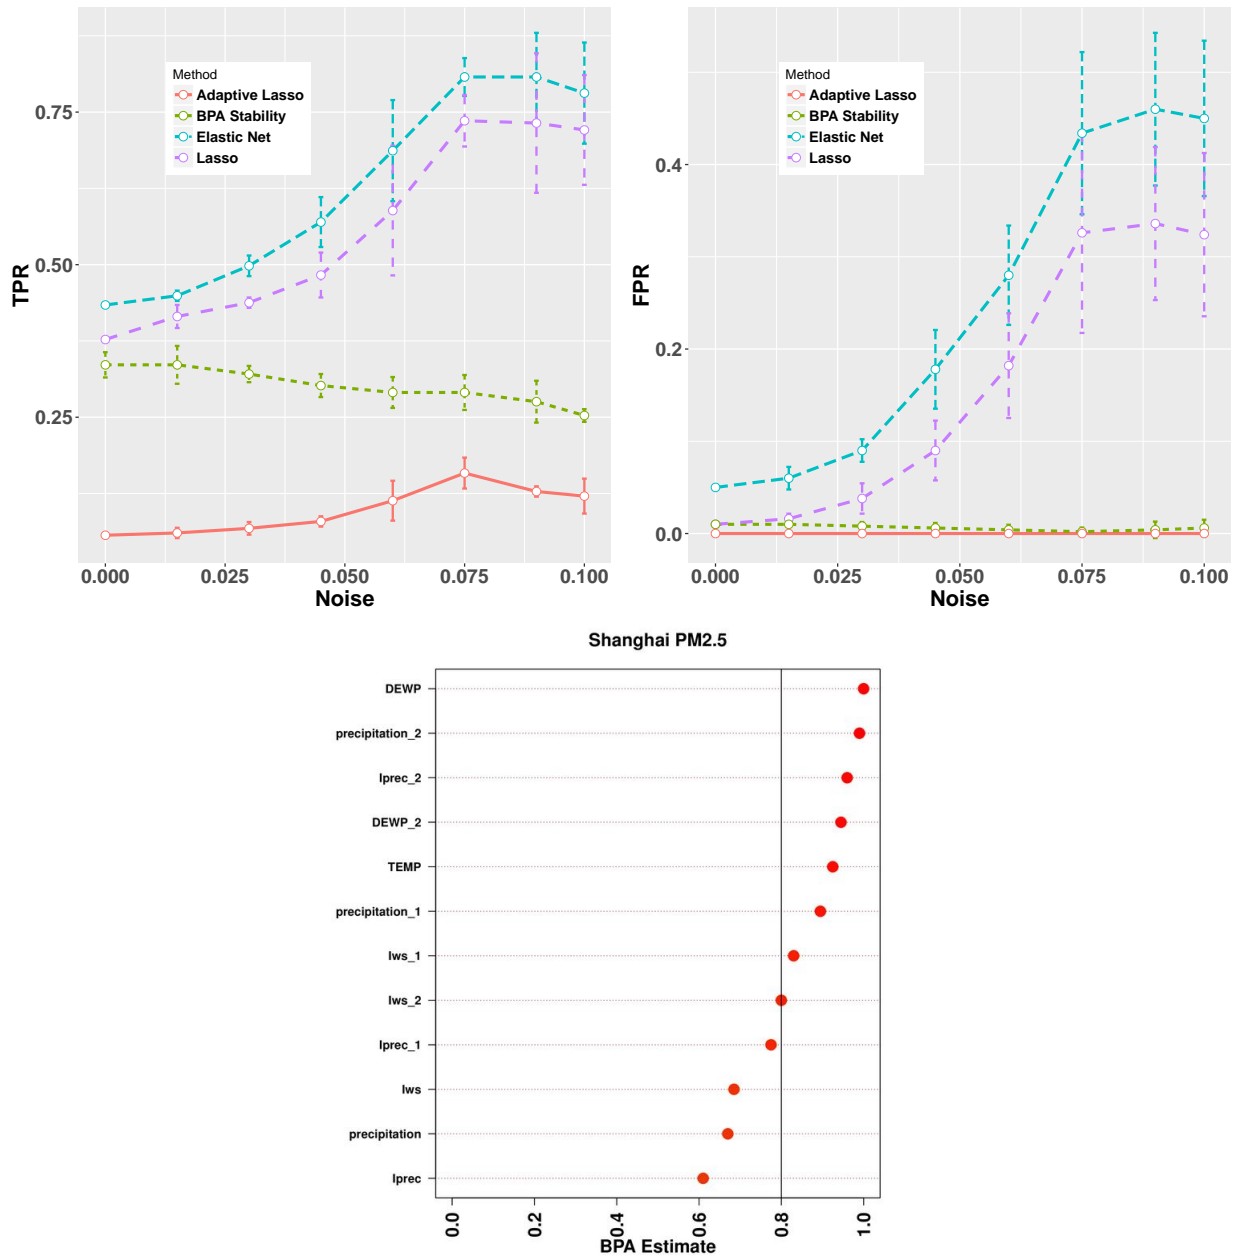 Method
Adaptive Lasso
BPA Stability
Elastic Net
Lasso
TPR
0.75
0.50
0.25
0.000
0.025
0.050
0.075
0.100
Noise
Method
Adaptive Lasso
BPA Stability
Elastic Net
Lasso
FPR
0.4
0.2
0.0
0.000
0.025
0.050
0.075
0.100
Noise
Shanghai PM2.5
DEWP
precipitation_2
Iprec_2
DEWP_2
TEMP
precipitation_1
Iws_1
Iws_2
Iprec_1
Iws
precipitation
Iprec
0.0
0.2
0.4
0.6
0.8
1.0
BPA Estimate